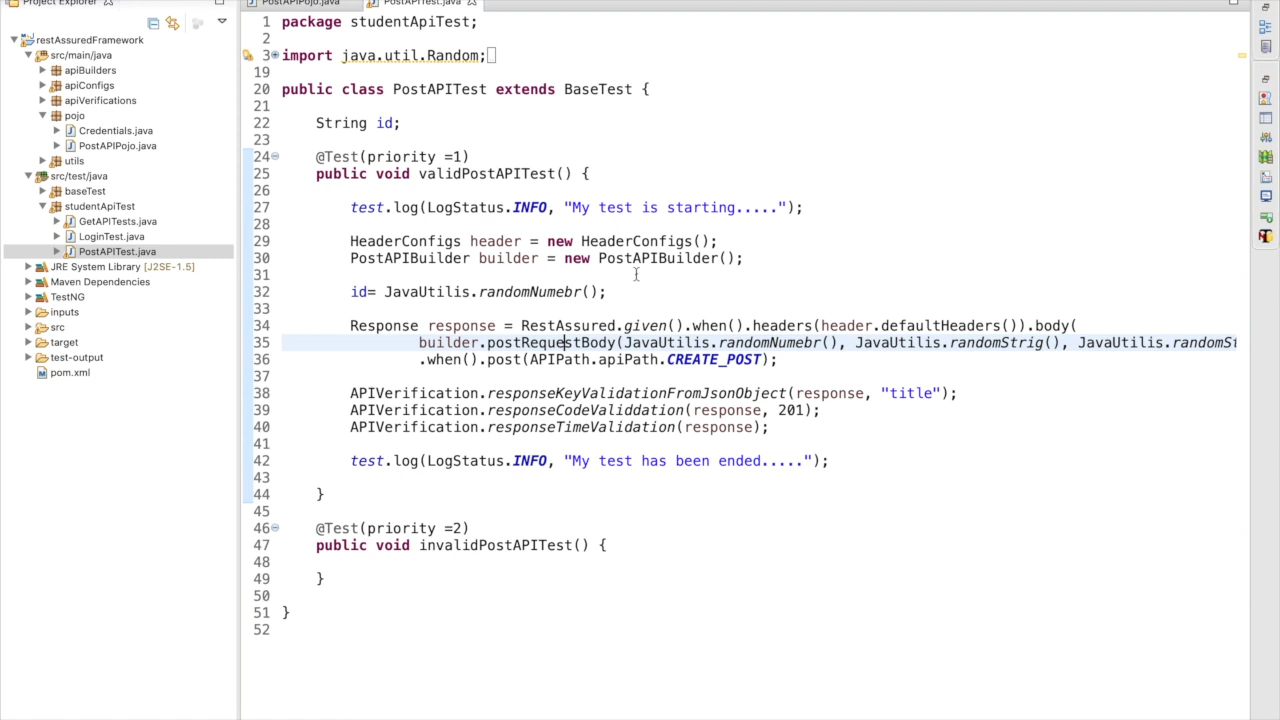 Project Explorer
restAssuredFramework
src/main/java
apiBuilders
apiConfigs
apiVerifications
pojo
Credentials.java
PostAPIPojo.java
utils
src/test/java
baseTest
studentApiTest
GetAPITests.java
LoginTest.java
PostAPITest.java
JRE System Library [J2SE-1.5]
Maven Dependencies
TestNG
inputs
src
target
test-output
pom.xml
PostAPIPojo.java PostAPITest.java
1 package studentApiTest;
2
3 import java.util.Random;
19
20 public class PostAPITest extends BaseTest {
21
22 String id;
23
24 @Test(priority =1)
25 public void validPostAPITest() {
26
27 test.log(LogStatus.INFO, "My test is starting.....");
28
29 HeaderConfigs header = new HeaderConfigs();
30 PostAPIBuilder builder = new PostAPIBuilder();
31
32 id= JavaUtilis.randomNumebr();
33
34 Response response = RestAssured.given().when().headers(header.defaultHeaders()).body(
35 builder.postRequestBody(JavaUtilis.randomNumebr(), JavaUtilis.randomStrig(), JavaUtilis.randomSt
36 .when().post(APIPath.apiPath.CREATE_POST);
37
38 APIVerification.responseKeyValidationFromJsonObject(response, "title");
39 APIVerification.responseCodeValiddation(response, 201);
40 APIVerification.responseTimeValidation(response);
41
42 test.log(LogStatus.INFO, "My test has been ended.....");
43
44 }
45
46 @Test(priority =2)
47 public void invalidPostAPITest() {
48
49 }
50
51 }
52